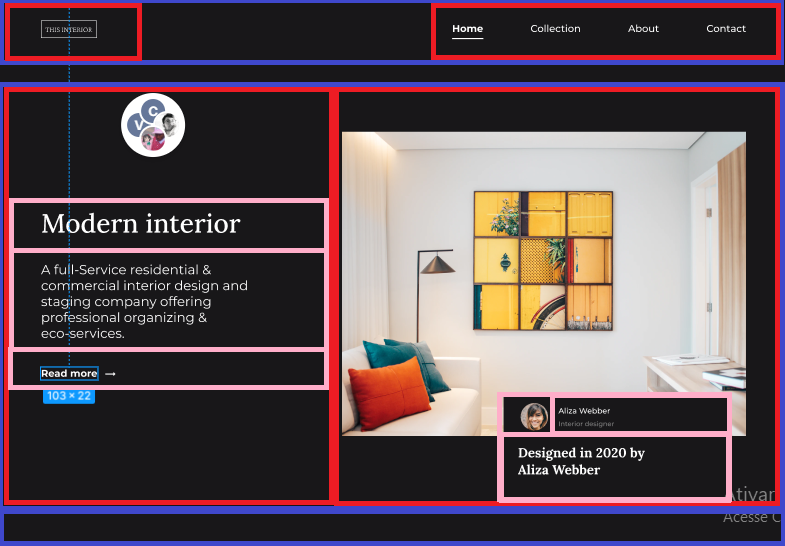 THIS INTERIOR
Home Collection About Contact
V C
Modern interior
A full-Service residential &
commercial interior design and
staging company offering
professional organizing &
eco-services.
Read more →
103 × 22
Aliza Webber
Interior designer
Designed in 2020 by
Aliza Webber
Ativar
Acesse C